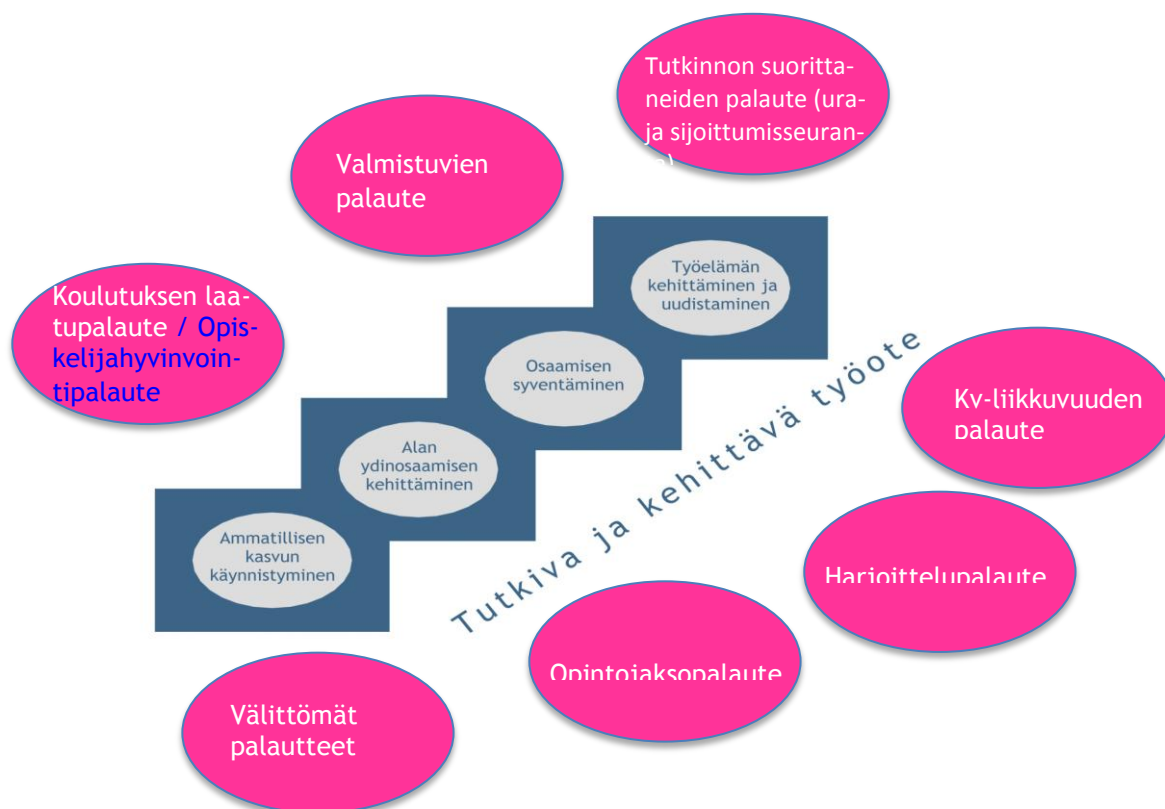 Tutkinnon suoritta-
neiden palaute (ura-
ja sijoittumisseuran-
Valmistuvien
palaute
Koulutuksen laa-
tupalaute / Opis-
kelijahyvinvoin-
tipalaute
Työelämän
kehittäminen ja
uudistaminen
Osaamisen
syventäminen
Alan
ydinosaamisen
kehittäminen
Ammatillisen
kasvun
käynnistyminen
Tutkiva ja kehittävä työote
Kv-liikkuvuuden
palaute
Harjoittelupalaute
Opintojaksopalaute
Välittömät
palautteet